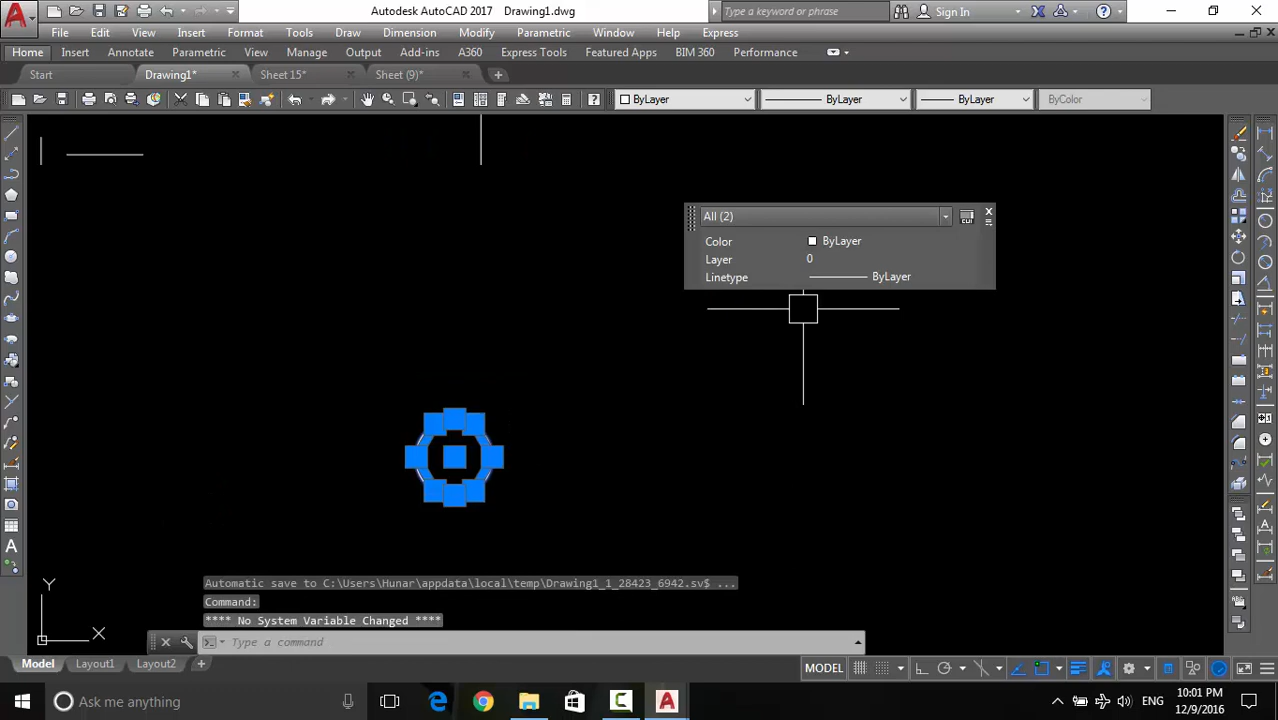 Autodesk AutoCAD 2017 Drawing1.dwg
Type a keyword or phrase
Sign In
File Edit View Insert Format Tools Draw Dimension Modify Parametric Window Help Express
Home Insert Annotate Parametric View Manage Output Add-ins A360 Express Tools Featured Apps BIM 360 Performance
Start Drawing1* Sheet 15* Sheet (9)*
ByLayer ByLayer ByLayer ByColor
All (2)
Color ByLayer
Layer 0
Linetype ByLayer
Automatic save to C:\Users\Hunar\appdata\local\temp\Drawing1_1_28423_6942.sv$ ...
Command:
**** No System Variable Changed ****
Y
X
Type a command
Model Layout1 Layout2
MODEL
Ask me anything
ENG
10:01 PM
12/9/2016